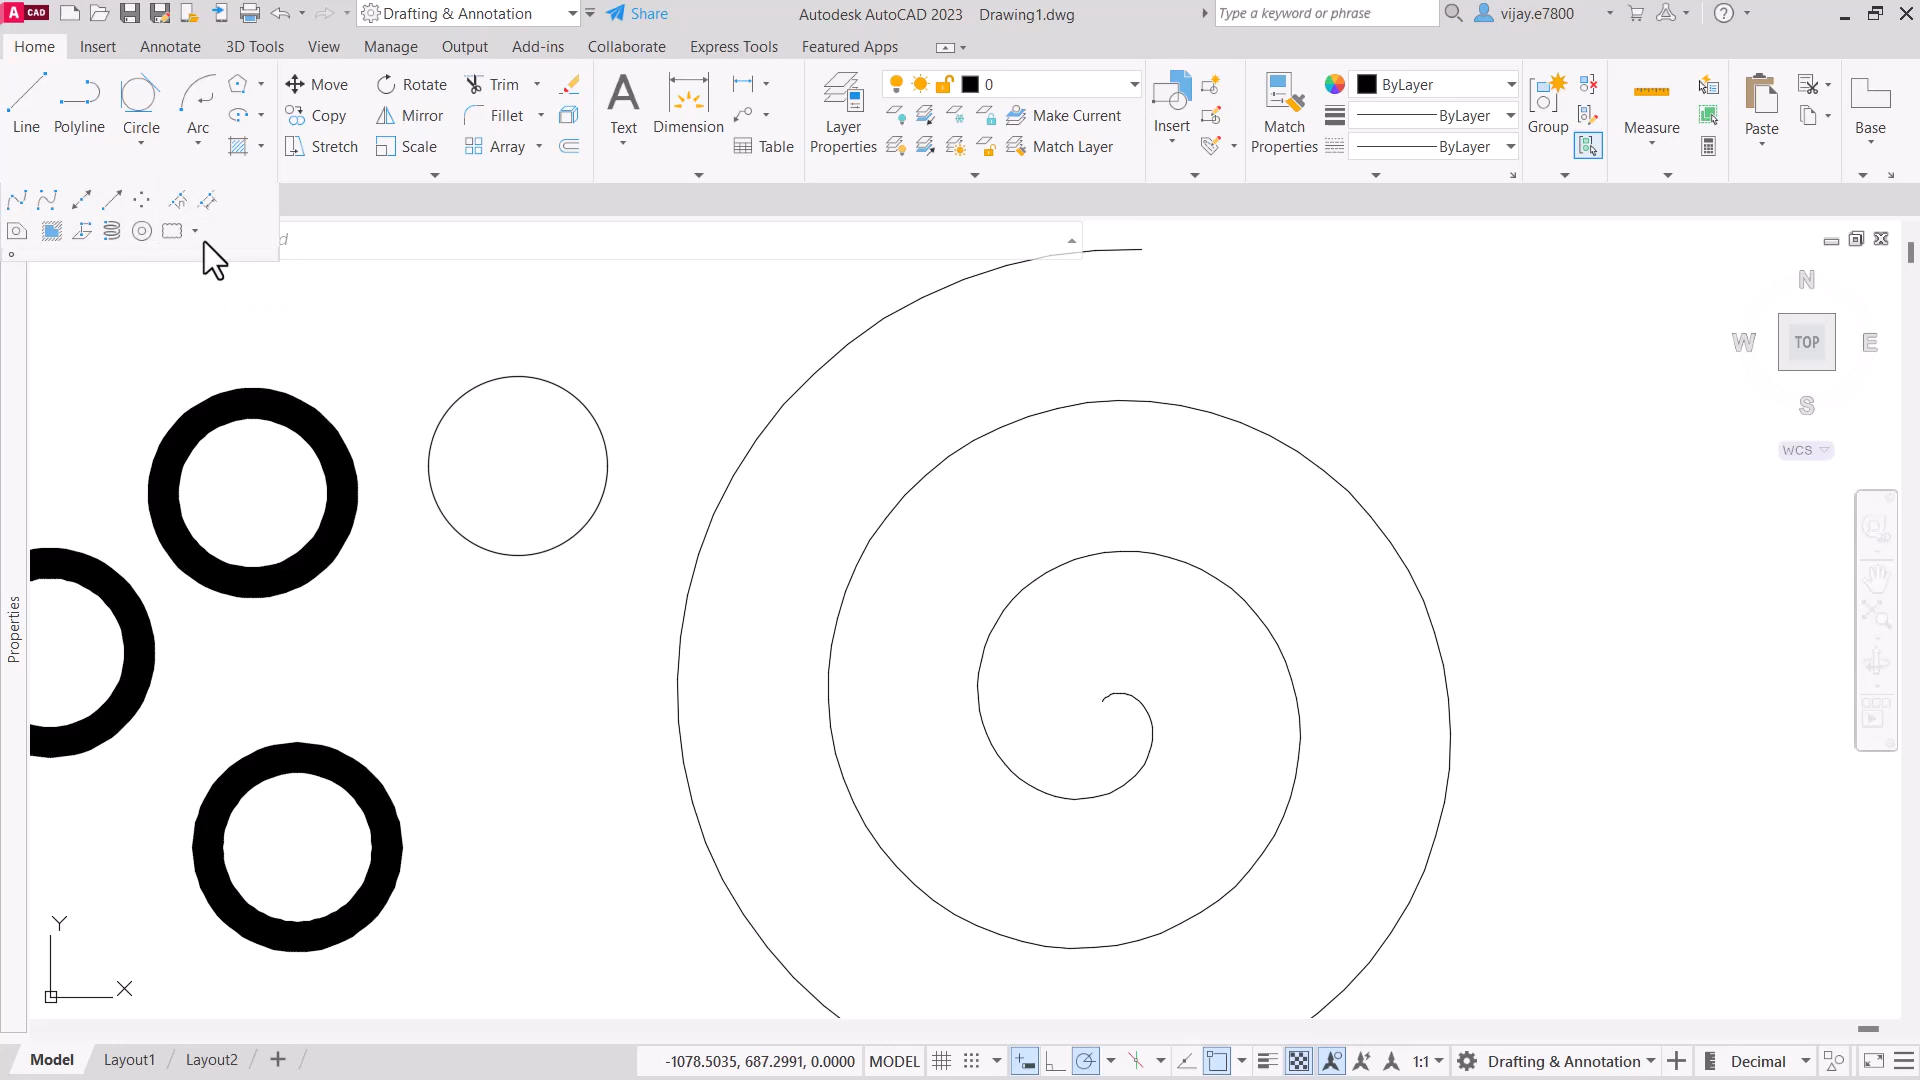 A CAD
Drafting & Annotation
Share
Autodesk AutoCAD 2023 Drawing1.dwg
Type a keyword or phrase
vijay.e7800
Home Insert Annotate 3D Tools View Manage Output Add-ins Collaborate Express Tools Featured Apps
Line Polyline Circle Arc
Move Rotate Trim
Copy Mirror Fillet
Stretch Scale Array
Text Dimension Table
Layer Properties
0
Make Current
Match Layer
Insert
Match Properties
ByLayer
ByLayer
ByLayer
Group
Measure
Paste
Base
d
N
W TOP E
S
WCS
Properties
Y
X
Model Layout1 Layout2
-1078.5035, 687.2991, 0.0000 MODEL 1:1 Drafting & Annotation Decimal